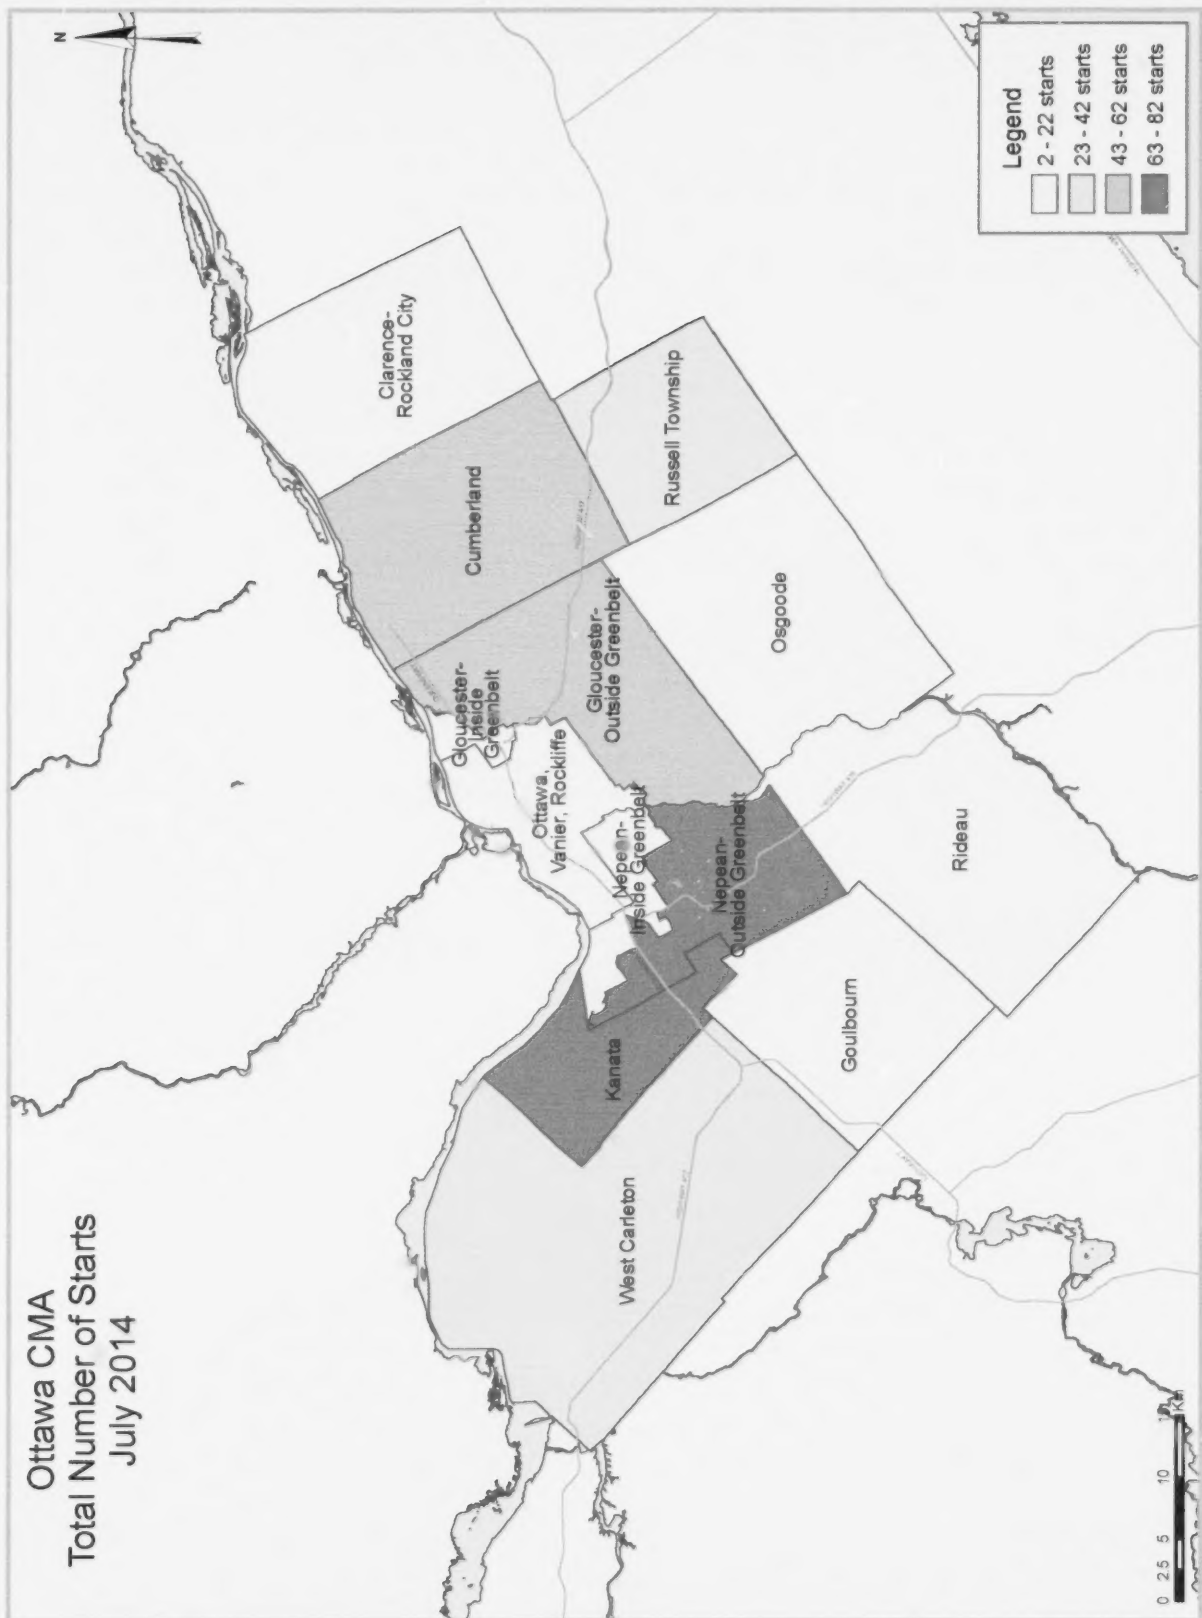 Ottawa CMA
Total Number of Starts
July 2014
N
Clarence-
Rockland City
Cumberland
Russell Township
Gloucester-
Inside
Greenbelt
Gloucester-
Outside Greenbelt
Ottawa,
Vanier, Rockliffe
Osgoode
Nepean-
Inside Greenbelt
Nepean-
Outside Greenbelt
Rideau
Kanata
Goulbourn
West Carleton
Legend
2 - 22 starts
23 - 42 starts
43 - 62 starts
63 - 82 starts
0 2.5 5 10
Km